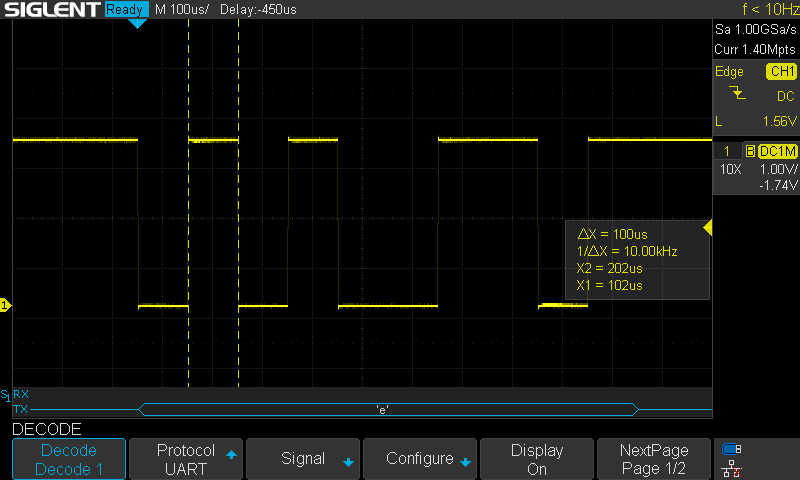 SIGLENT Ready M 100us/ Delay:-450us f < 10Hz
Sa 1.00GSa/s
Curr 1.40Mpts
Edge CH1
DC
L 1.56V
1 B DC1M
10X 1.00V/
-1.74V
ΔX = 100us
1/ΔX = 10.00kHz
X2 = 202us
X1 = 102us
1
S1 RX
TX 'e'
DECODE
Decode Protocol Signal Configure Display NextPage
Decode 1 UART On Page 1/2